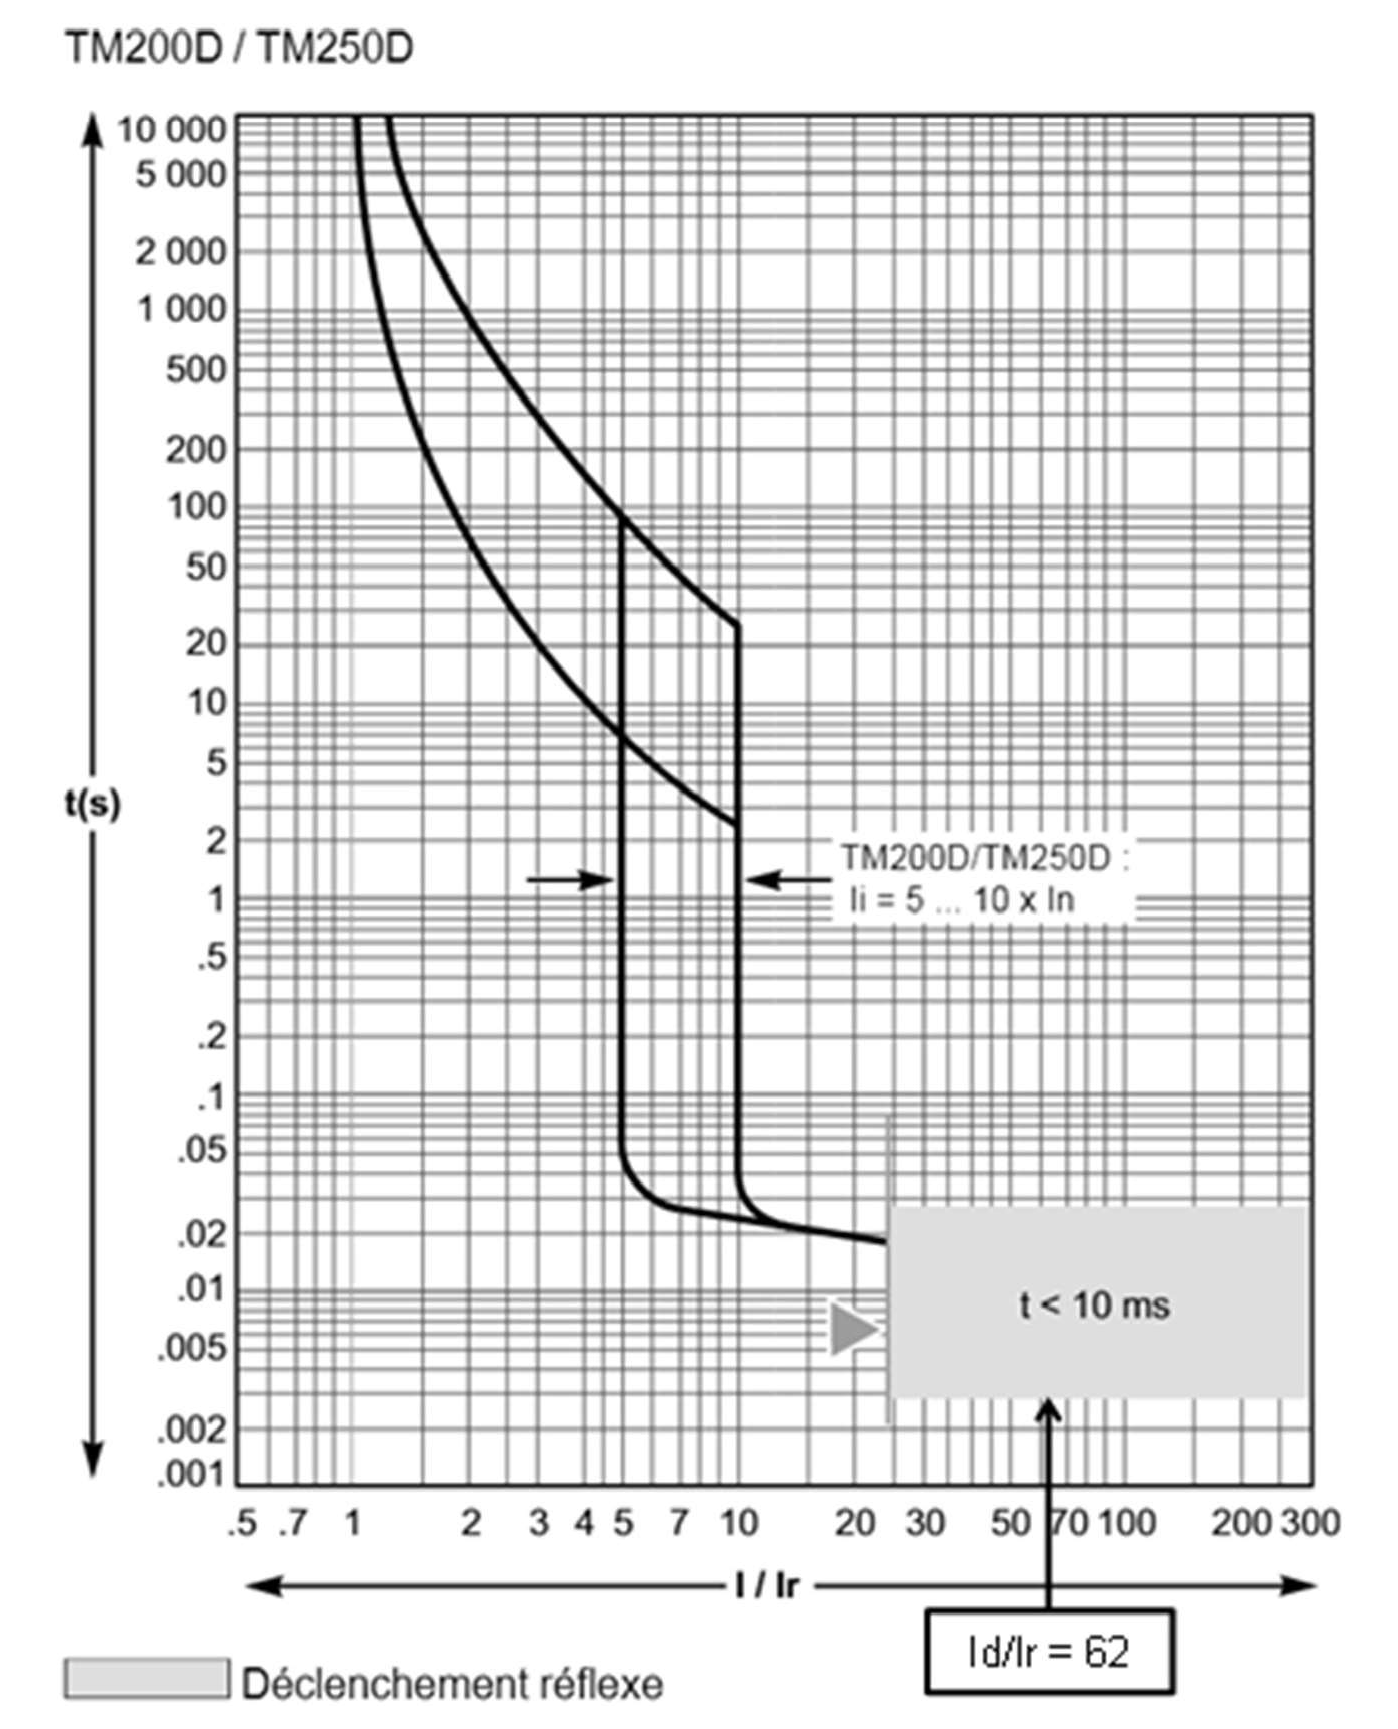 TM200D / TM250D
10 000
5 000
2 000
1 000
500
200
100
50
20
10
5
t(s)
2
TM200D/TM250D :
Ii = 5 ... 10 x In
1
.5
.2
.1
.05
.02
.01
t < 10 ms
.005
.002
.001
.5 .7 1 2 3 4 5 7 10 20 30 50 70 100 200 300
I / Ir
Id/Ir = 62
Déclenchement réflexe